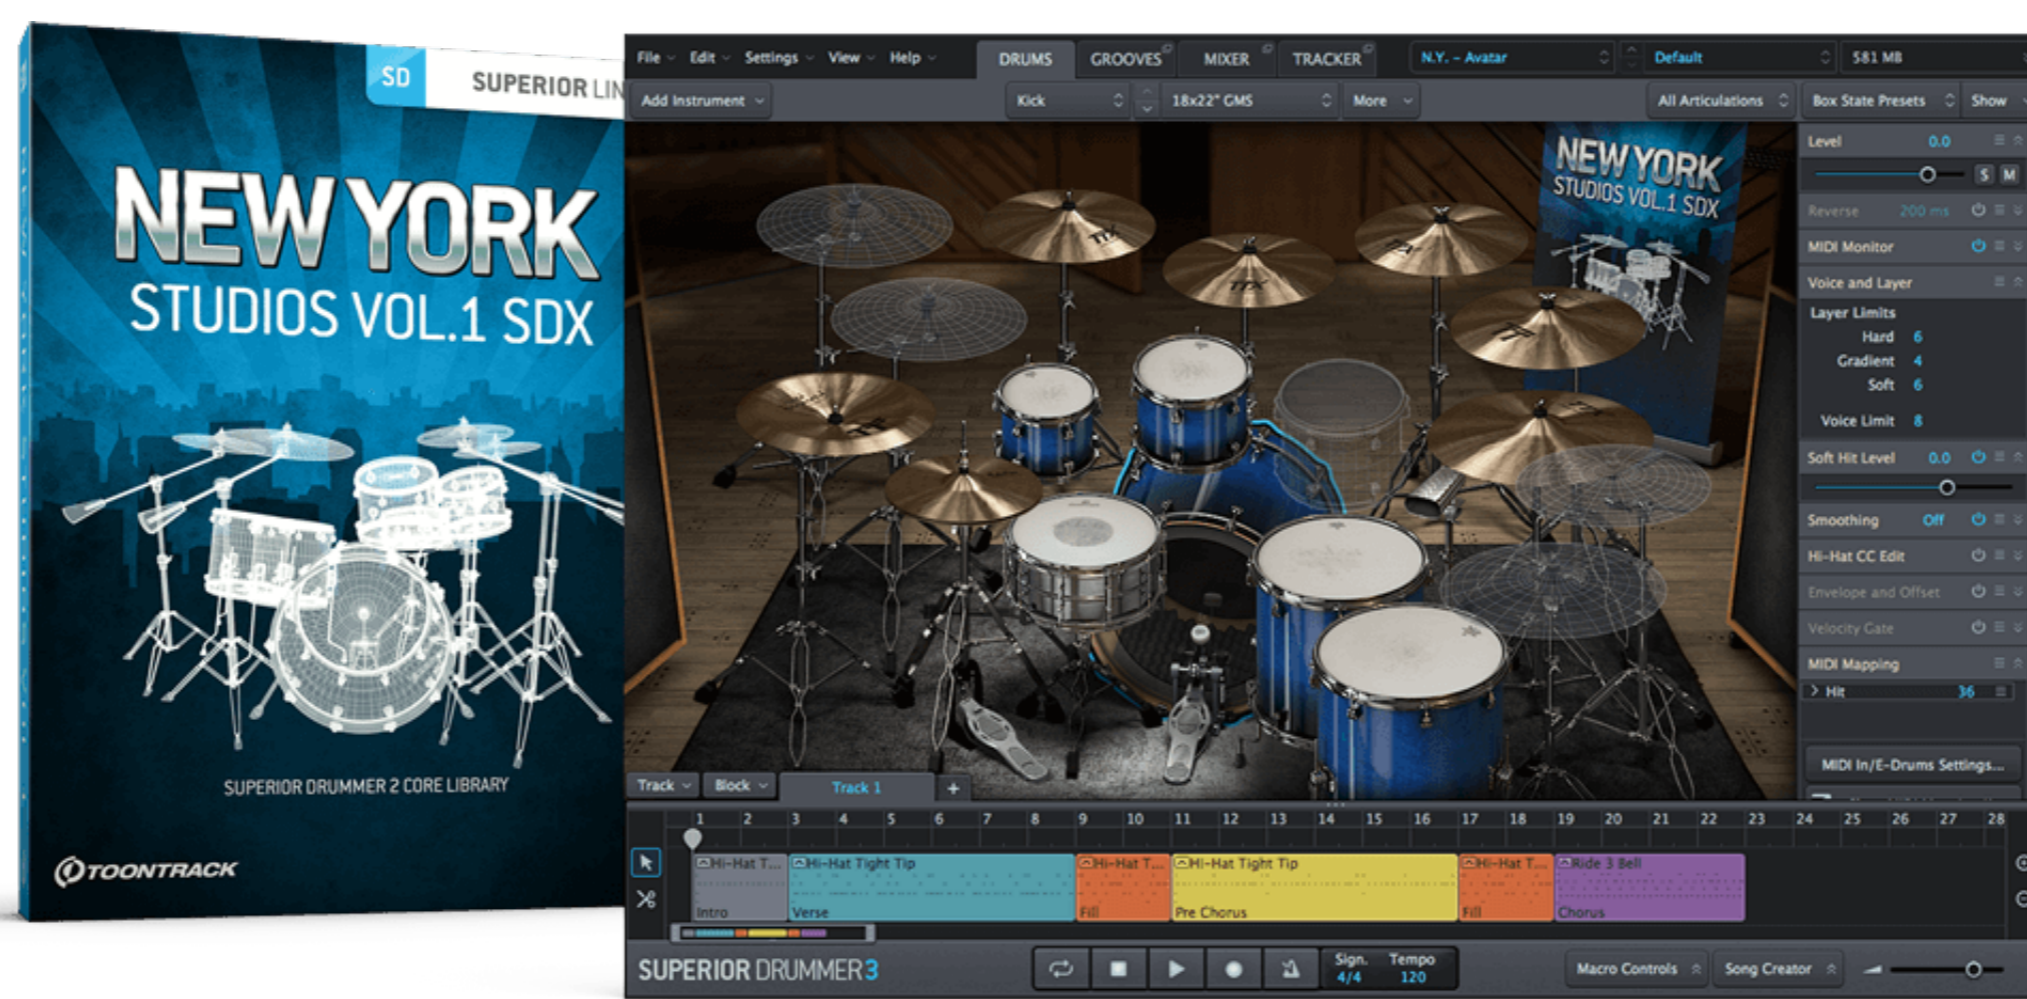 SD
SUPERIOR LIN
NEW YORK
STUDIOS VOL.1 SDX
SUPERIOR DRUMMER 2 CORE LIBRARY
TOONTRACK
File Edit Settings View Help
DRUMS GROOVES MIXER TRACKER
N.Y. - Avatar
Default
581 MB
Add Instrument
Kick
18x22" GMS
More
All Articulations
Box State Presets
Show
NEW YORK
STUDIOS VOL.1 SDX
Level 0.0
S M
Reverse 200 ms
MIDI Monitor
Voice and Layer
Layer Limits
Hard 6
Gradient 4
Soft 6
Voice Limit 8
Soft Hit Level 0.0
Smoothing Off
Hi-Hat CC Edit
Envelope and Offset
Velocity Gate
MIDI Mapping
Hit 36
MIDI In/E-Drums Settings...
Track Block Track 1 +
1 2 3 4 5 6 7 8 9 10 11 12 13 14 15 16 17 18 19 20 21 22 23 24 25 26 27 28
Hi-Hat T... Hi-Hat Tight Tip Hi-Hat T... Hi-Hat Tight Tip Hi-Hat T... Ride 3 Bell
Intro Verse Fill Pre Chorus Fill Chorus
SUPERIOR DRUMMER 3
Sign. Tempo
4/4 120
Macro Controls
Song Creator